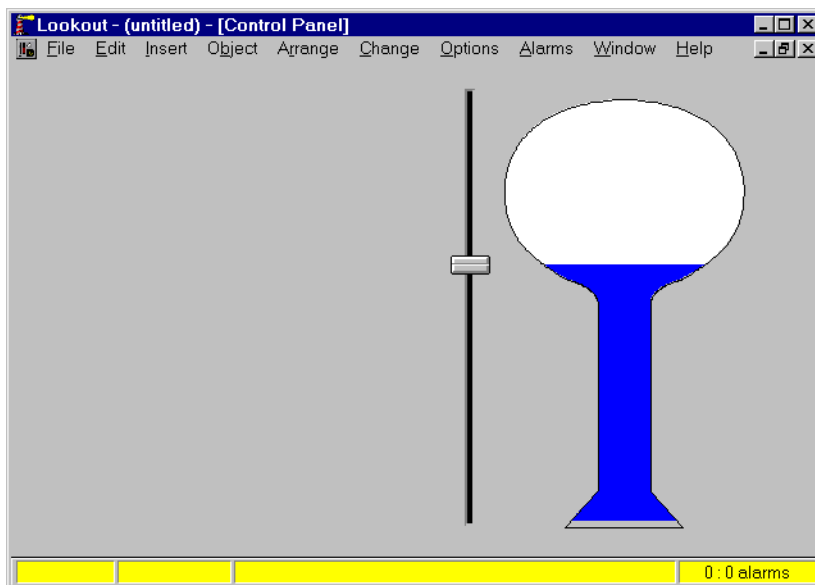 Lookout - (untitled) - [Control Panel]
File Edit Insert Object Arrange Change Options Alarms Window Help
0 : 0 alarms